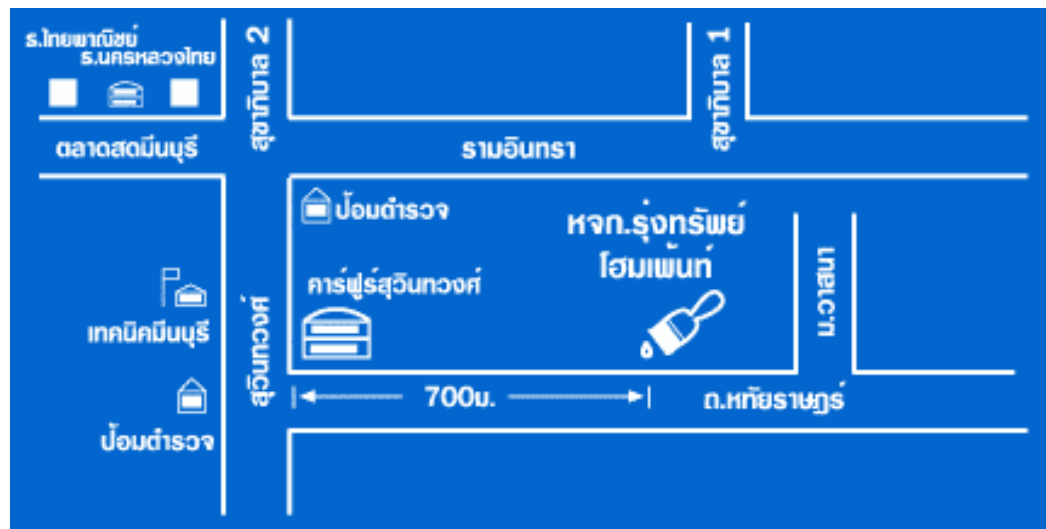 ธ.ไทยพาณิชย์
ธ.นครหลวงไทย
สุขาภิบาล 2
สุขาภิบาล 1
ตลาดสดมีนบุรี
รามอินทรา
ป้อมตำรวจ
หจก.รุ่งทรัพย์
โฮมเพ้นท์
คาร์ฟูร์สุวินทวงศ์
ม.วาสนา
เทคนิคมีนบุรี
สุวินทวงศ์
700ม.
ถ.หทัยราษฎร์
ป้อมตำรวจ